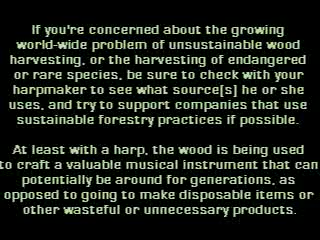 If you're concerned about the growing
world-wide problem of unsustainable wood
harvesting, or the harvesting of endangered
or rare species, be sure to check with your
harpmaker to see what source[s] he or she
uses, and try to support companies that use
sustainable forestry practices if possible.
At least with a harp, the wood is being used
to craft a valuable musical instrument that can
potentially be around for generations, as
opposed to going to make disposable items or
other wasteful or unnecessary products.